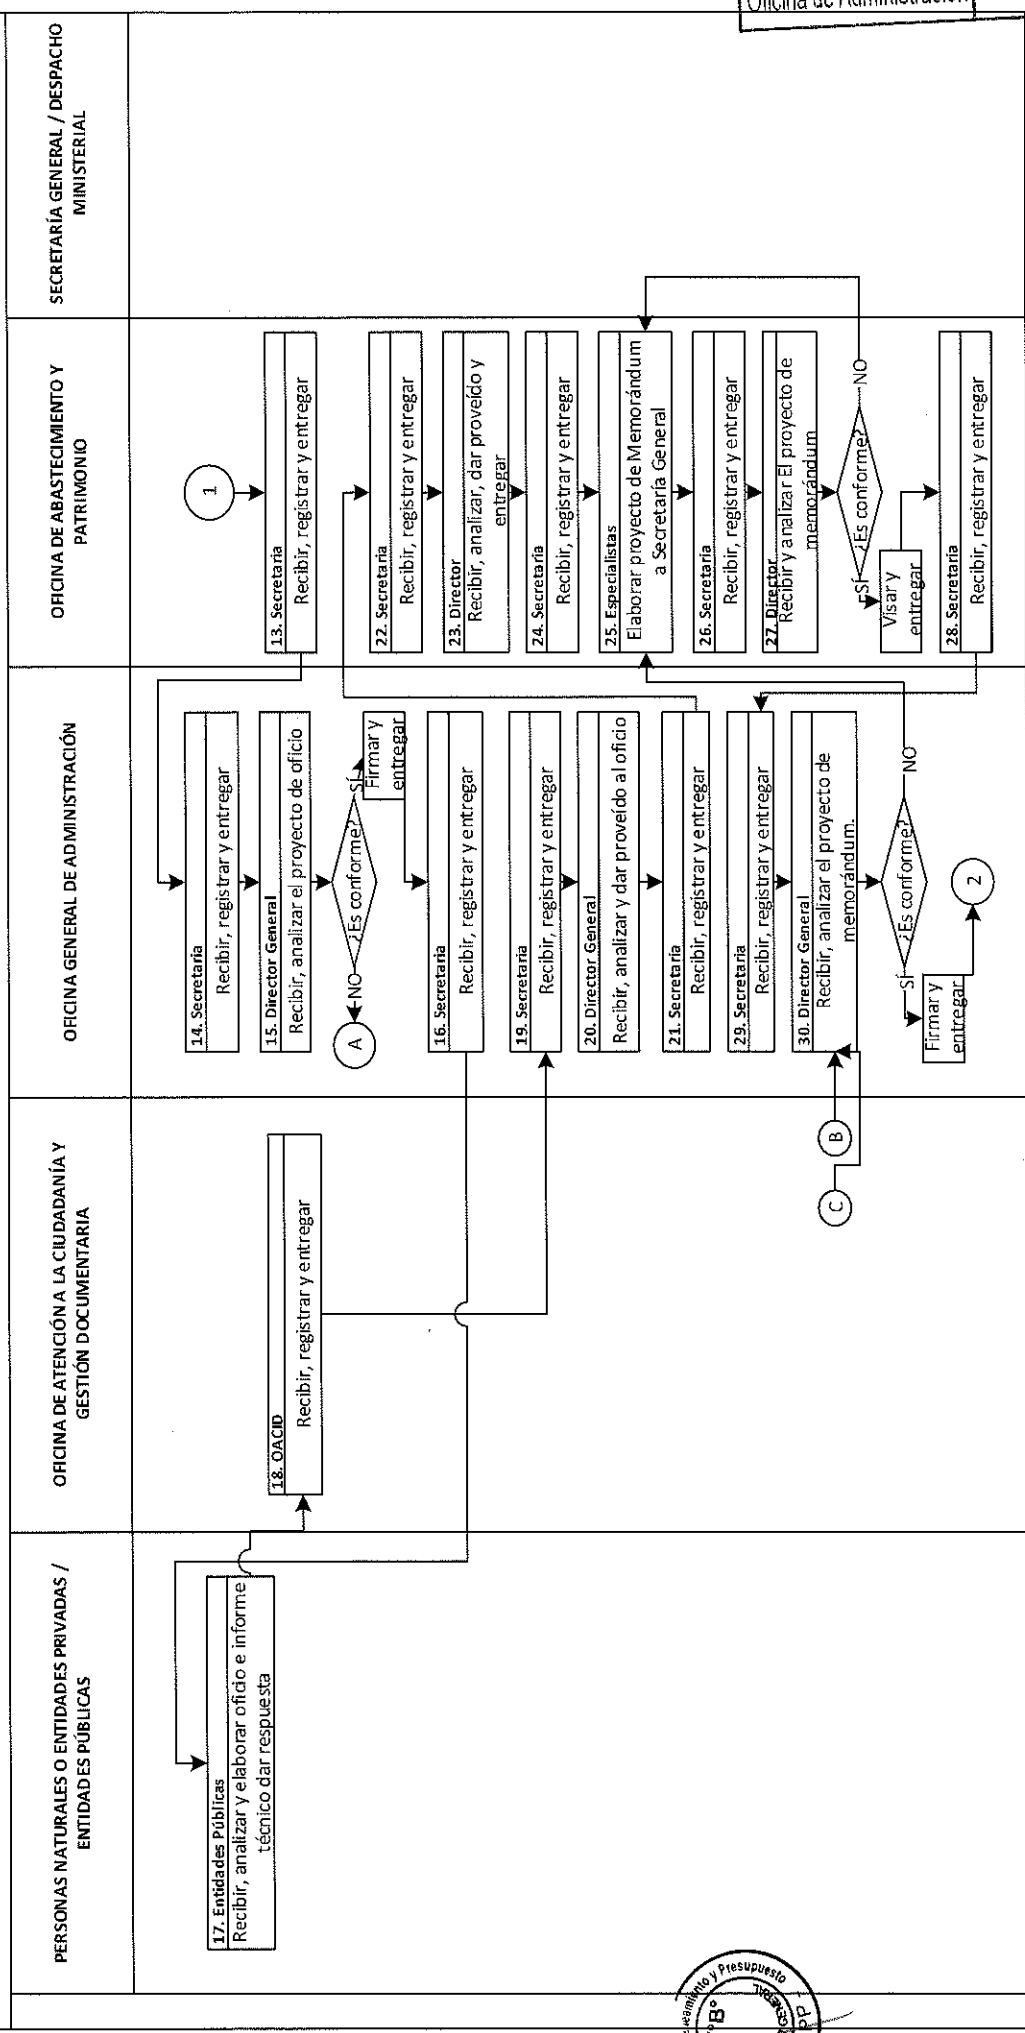 PERSONAS NATURALES O ENTIDADES PRIVADAS /
ENTIDADES PÚBLICAS
OFICINA DE ATENCIÓN A LA CIUDADANÍA Y
GESTIÓN DOCUMENTARIA
OFICINA GENERAL DE ADMINISTRACIÓN
OFICINA DE ABASTECIMIENTO Y
PATRIMONIO
SECRETARÍA GENERAL / DESPACHO
MINISTERIAL
1
13. Secretaria
Recibir, registrar y entregar
14. Secretaria
Recibir, registrar y entregar
15. Director General
Recibir, analizar el proyecto de oficio
¿Es conforme?
NO
A
SÍ
Firmar y
entregar
16. Secretaria
Recibir, registrar y entregar
17. Entidades Públicas
Recibir, analizar y elaborar oficio e informe
técnico dar respuesta
18. OACID
Recibir, registrar y entregar
19. Secretaria
Recibir, registrar y entregar
20. Director General
Recibir, analizar y dar proveído al oficio
21. Secretaria
Recibir, registrar y entregar
22. Secretaria
Recibir, registrar y entregar
23. Director
Recibir, analizar, dar proveído y
entregar
24. Secretaria
Recibir, registrar y entregar
25. Especialistas
Elaborar proyecto de Memorándum
a Secretaría General
26. Secretaria
Recibir, registrar y entregar
27. Director
Recibir y analizar El proyecto de
memorándum
¿Es conforme?
NO
SÍ
Visar y
entregar
28. Secretaria
Recibir, registrar y entregar
29. Secretaria
Recibir, registrar y entregar
30. Director General
Recibir, analizar el proyecto de
memorándum.
B
C
¿Es conforme?
NO
SÍ
Firmar y
entregar
2
Oficina de Administración
y Presupuesto